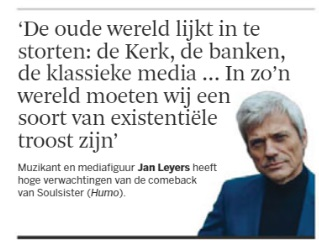 ‘De oude wereld lijkt in te
storten: de Kerk, de banken,
de klassieke media ... In zo’n
wereld moeten wij een
soort van existentiële
troost zijn’
Muzikant en mediafiguur Jan Leyers heeft
hoge verwachtingen van de comeback
van Soulsister (Humo).